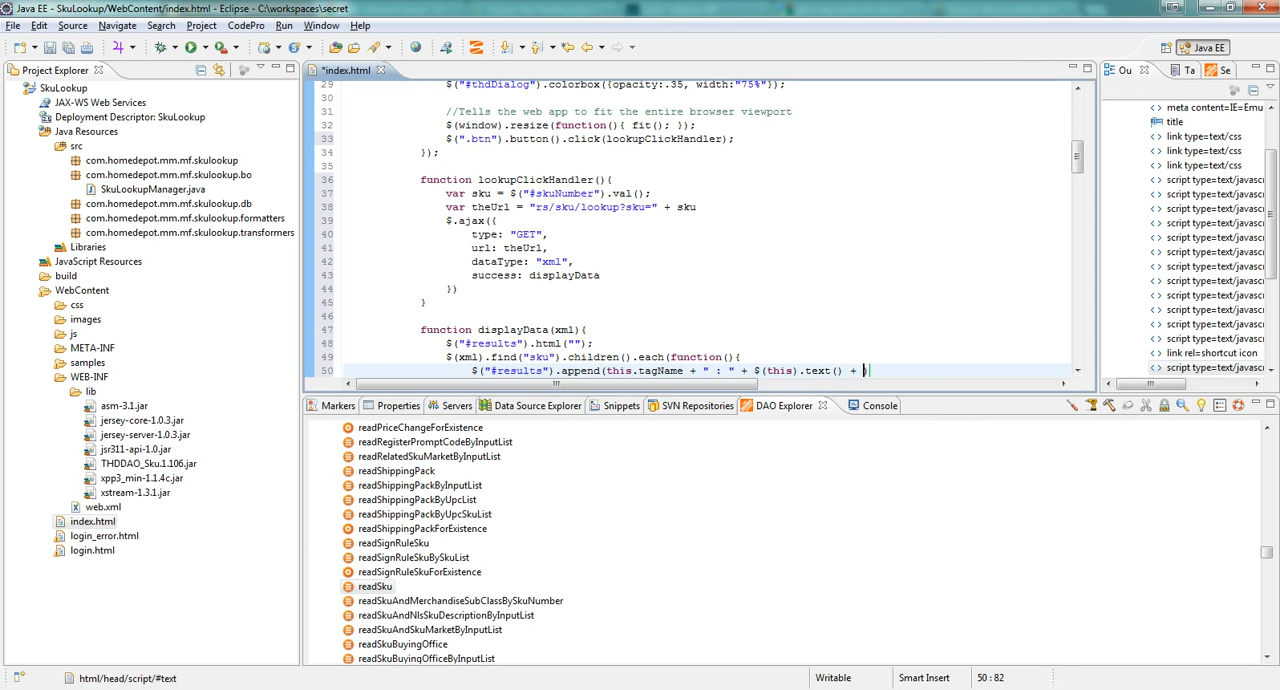 Java EE - SkuLookup/WebContent/index.html - Eclipse - C:\workspaces\secret
File Edit Source Navigate Search Project CodePro Run Window Help
Java EE
Project Explorer
SkuLookup
JAX-WS Web Services
Deployment Descriptor: SkuLookup
Java Resources
src
com.homedepot.mm.mf.skulookup
com.homedepot.mm.mf.skulookup.bo
SkuLookupManager.java
com.homedepot.mm.mf.skulookup.db
com.homedepot.mm.mf.skulookup.formatters
com.homedepot.mm.mf.skulookup.transformers
Libraries
JavaScript Resources
build
WebContent
css
images
js
META-INF
samples
WEB-INF
lib
asm-3.1.jar
jersey-core-1.0.3.jar
jersey-server-1.0.3.jar
jsr311-api-1.0.jar
THDDAO_Sku.1.106.jar
xpp3_min-1.1.4c.jar
xstream-1.3.1.jar
web.xml
index.html
login_error.html
login.html
*index.html
29 $("#thdDialog").colorbox({opacity:.35, width:"75%"});
30
31 //Tells the web app to fit the entire browser viewport
32 $(window).resize(function(){ fit(); });
33 $(".btn").button().click(lookupClickHandler);
34 });
35
36 function lookupClickHandler(){
37 var sku = $("#skuNumber").val();
38 var theUrl = "rs/sku/lookup?sku=" + sku
39 $.ajax({
40 type: "GET",
41 url: theUrl,
42 dataType: "xml",
43 success: displayData
44 })
45 }
46
47 function displayData(xml){
48 $("#results").html("");
49 $(xml).find("sku").children().each(function(){
50 $("#results").append(this.tagName + " : " + $(this).text() + )
Ou Ta Se
meta content=IE=Emu
title
link type=text/css
link type=text/css
link type=text/css
script type=text/javasc
script type=text/javasc
script type=text/javasc
script type=text/javasc
script type=text/javasc
script type=text/javasc
script type=text/javasc
script type=text/javasc
script type=text/javasc
script type=text/javasc
script type=text/javasc
script type=text/javasc
link rel=shortcut icon
script type=text/javasc
Markers Properties Servers Data Source Explorer Snippets SVN Repositories DAO Explorer Console
readPriceChangeForExistence
readRegisterPromptCodeByInputList
readRelatedSkuMarketByInputList
readShippingPack
readShippingPackByInputList
readShippingPackByUpcList
readShippingPackByUpcSkuList
readShippingPackForExistence
readSignRuleSku
readSignRuleSkuBySkuList
readSignRuleSkuForExistence
readSku
readSkuAndMerchandiseSubClassBySkuNumber
readSkuAndNlsSkuDescriptionByInputList
readSkuAndSkuMarketByInputList
readSkuBuyingOffice
readSkuBuyingOfficeByInputList
html/head/script/#text
Writable Smart Insert 50 : 82